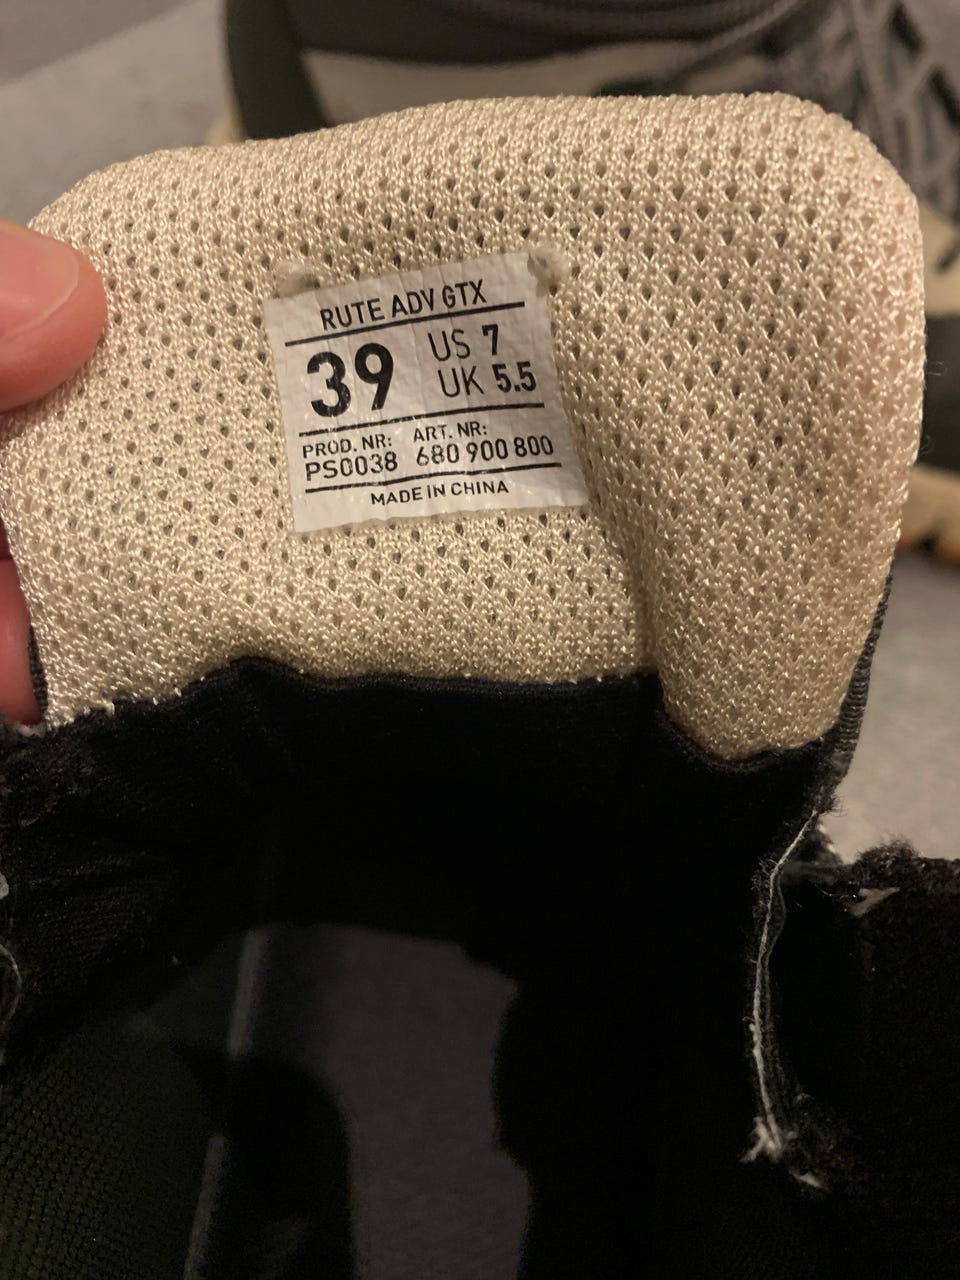 RUTE ADV GTX
39
US 7
UK 5.5
PROD. NR: ART. NR:
PS0038 680 900 800
MADE IN CHINA